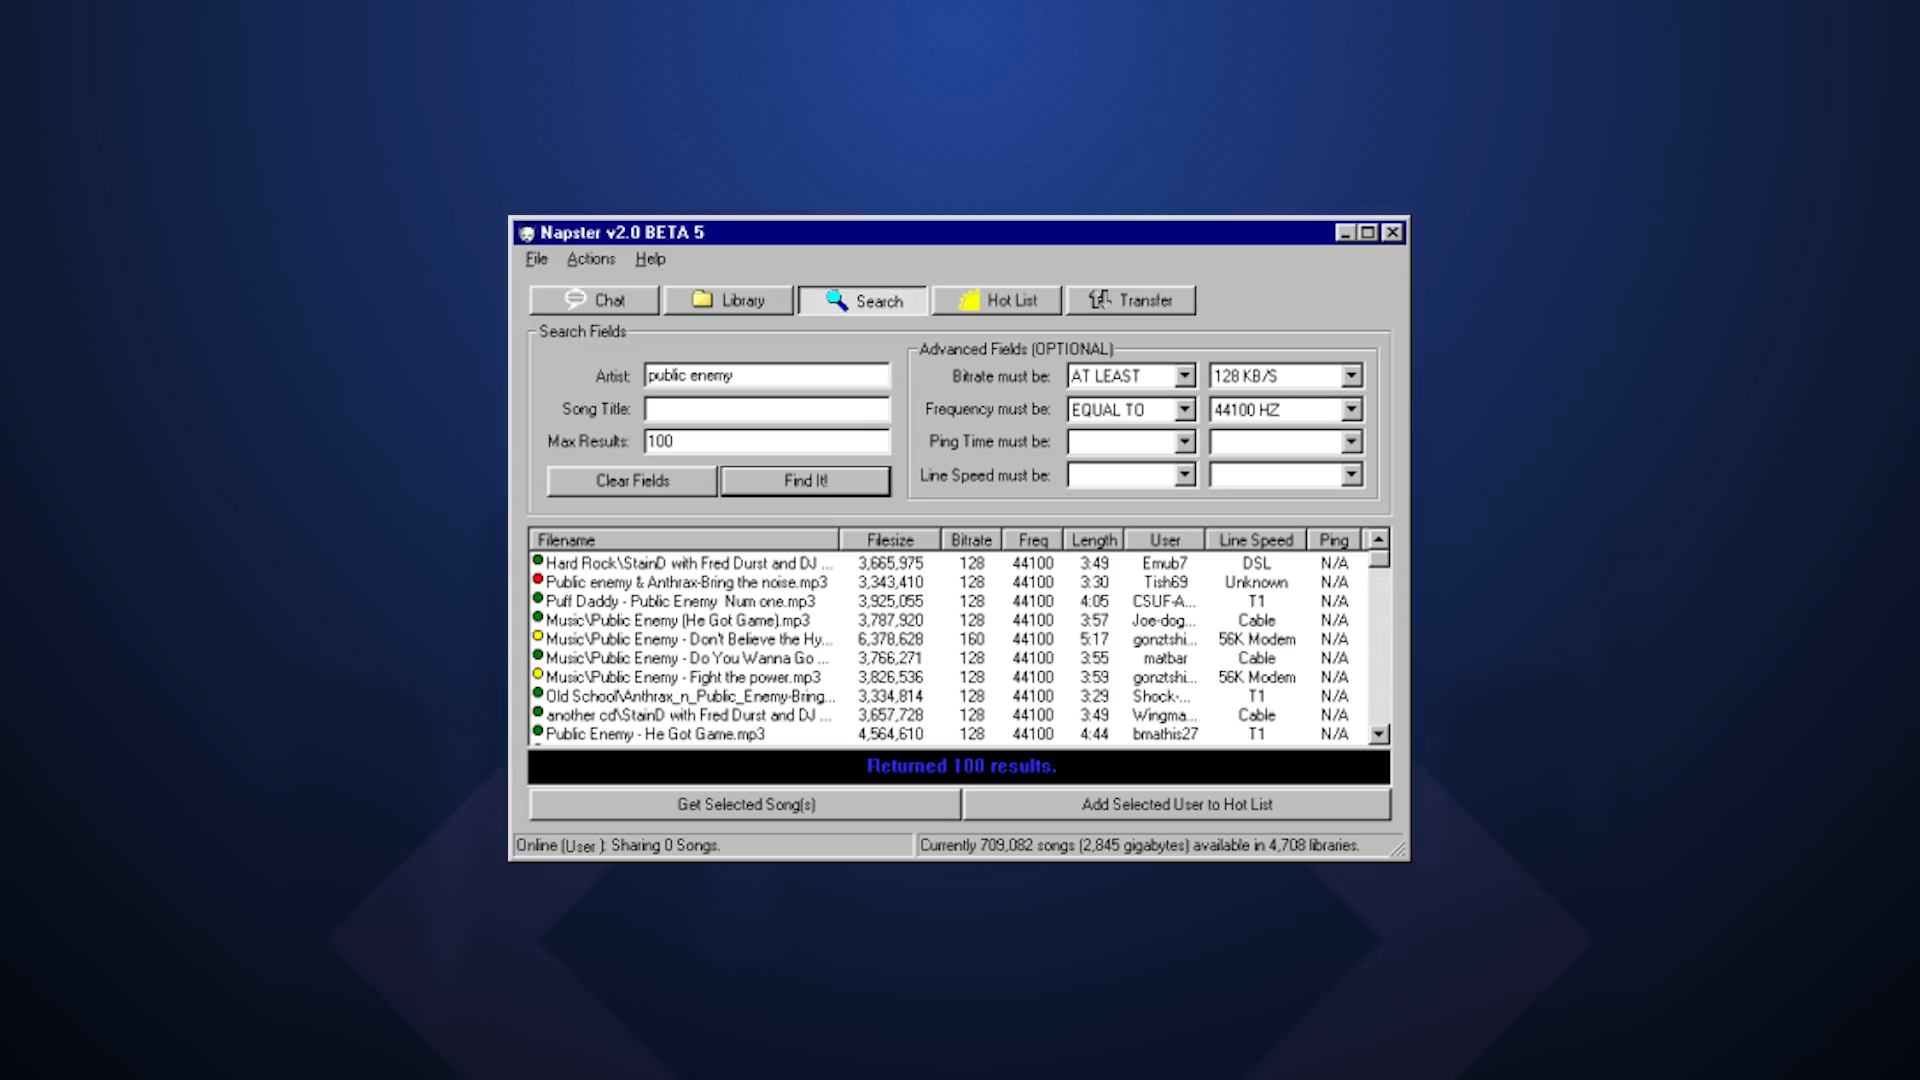 Napster v2.0 BETA 5
File Actions Help
Chat Library Search Hot List Transfer
Search Fields
Artist: public enemy
Song Title:
Max Results: 100
Clear Fields Find It!
Advanced Fields (OPTIONAL)
Bitrate must be: AT LEAST 128 KB/S
Frequency must be: EQUAL TO 44100 HZ
Ping Time must be:
Line Speed must be:
Filename Filesize Bitrate Freq Length User Line Speed Ping
Hard Rock\StainD with Fred Durst and DJ ... 3,665,975 128 44100 3:49 Emub7 DSL N/A
Public enemy & Anthrax-Bring the noise.mp3 3,343,410 128 44100 3:30 Tish69 Unknown N/A
Puff Daddy - Public Enemy Num one.mp3 3,925,055 128 44100 4:05 CSUF-A... T1 N/A
Music\Public Enemy (He Got Game).mp3 3,787,920 128 44100 3:57 Joe-dog... Cable N/A
Music\Public Enemy - Don't Believe the Hy... 6,378,628 160 44100 5:17 gonztshi... 56K Modem N/A
Music\Public Enemy - Do You Wanna Go ... 3,766,271 128 44100 3:55 matbar Cable N/A
Music\Public Enemy - Fight the power.mp3 3,826,536 128 44100 3:59 gonztshi... 56K Modem N/A
Old School\Anthrax_n_Public_Enemy-Bring... 3,334,814 128 44100 3:29 Shock-... T1 N/A
another cd\StainD with Fred Durst and DJ ... 3,657,728 128 44100 3:49 Wingma... Cable N/A
Public Enemy - He Got Game.mp3 4,564,610 128 44100 4:44 bmathis27 T1 N/A
Returned 100 results.
Get Selected Song(s) Add Selected User to Hot List
Online (User ): Sharing 0 Songs. Currently 709,082 songs (2,845 gigabytes) available in 4,708 libraries.